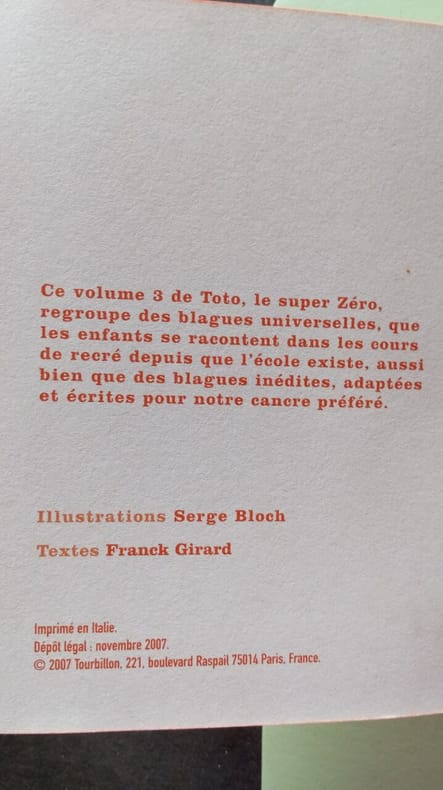 Ce volume 3 de Toto, le super Zéro,
regroupe des blagues universelles, que
les enfants se racontent dans les cours
de recré depuis que l'école existe, aussi
bien que des blagues inédites, adaptées
et écrites pour notre cancre préféré.
Illustrations Serge Bloch
Textes Franck Girard
Imprimé en Italie.
Dépôt légal : novembre 2007.
© 2007 Tourbillon, 221, boulevard Raspail 75014 Paris, France.